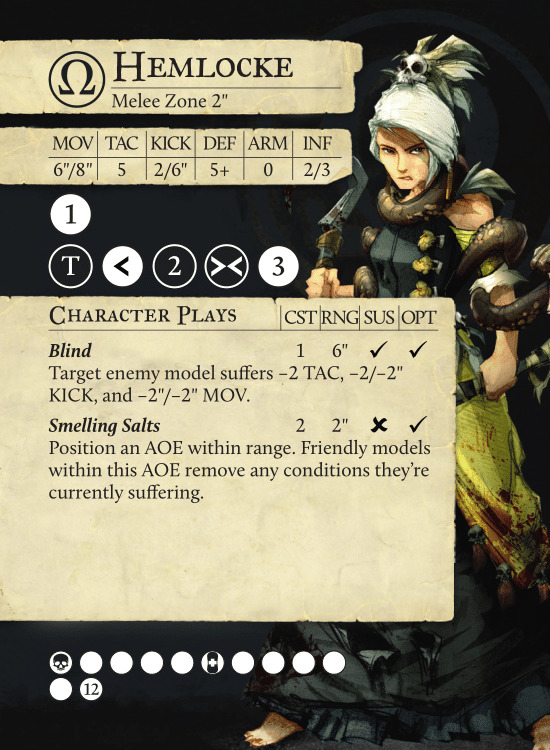 Ω
Hemlocke
Melee Zone 2"
MOV TAC KICK DEF ARM INF
6"/8" 5 2/6" 5+ 0 2/3
1
T < 2 >< 3
Character Plays CST RNG SUS OPT
Blind 1 6" ✓ ✓
Target enemy model suffers –2 TAC, –2/–2"
KICK, and –2"/–2" MOV.
Smelling Salts 2 2" ✘ ✓
Position an AOE within range. Friendly models
within this AOE remove any conditions they're
currently suffering.
12